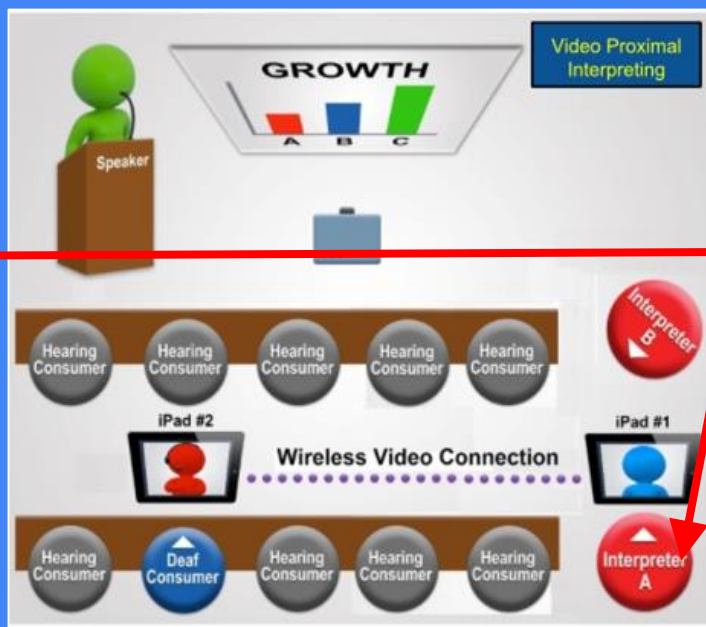 Video Proximal
Interpreting
GROWTH
A B C
Speaker
Interpreter
B
Hearing
Consumer
Hearing
Consumer
Hearing
Consumer
Hearing
Consumer
Hearing
Consumer
iPad #2
iPad #1
Wireless Video Connection
Hearing
Consumer
Deaf
Consumer
Hearing
Consumer
Hearing
Consumer
Hearing
Consumer
Interpreter
A